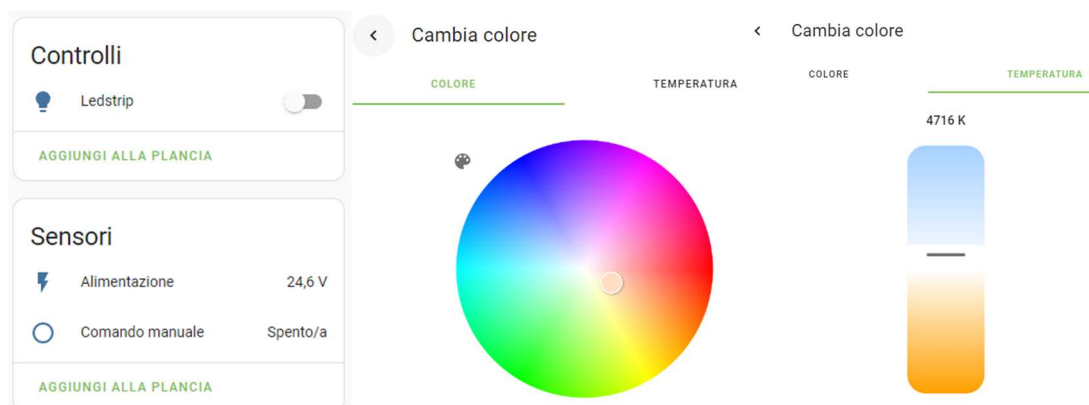 Controlli
Ledstrip
AGGIUNGI ALLA PLANCIA
Sensori
Alimentazione 24,6 V
Comando manuale Spento/a
AGGIUNGI ALLA PLANCIA
Cambia colore
COLORE TEMPERATURA
Cambia colore
COLORE TEMPERATURA
4716 K